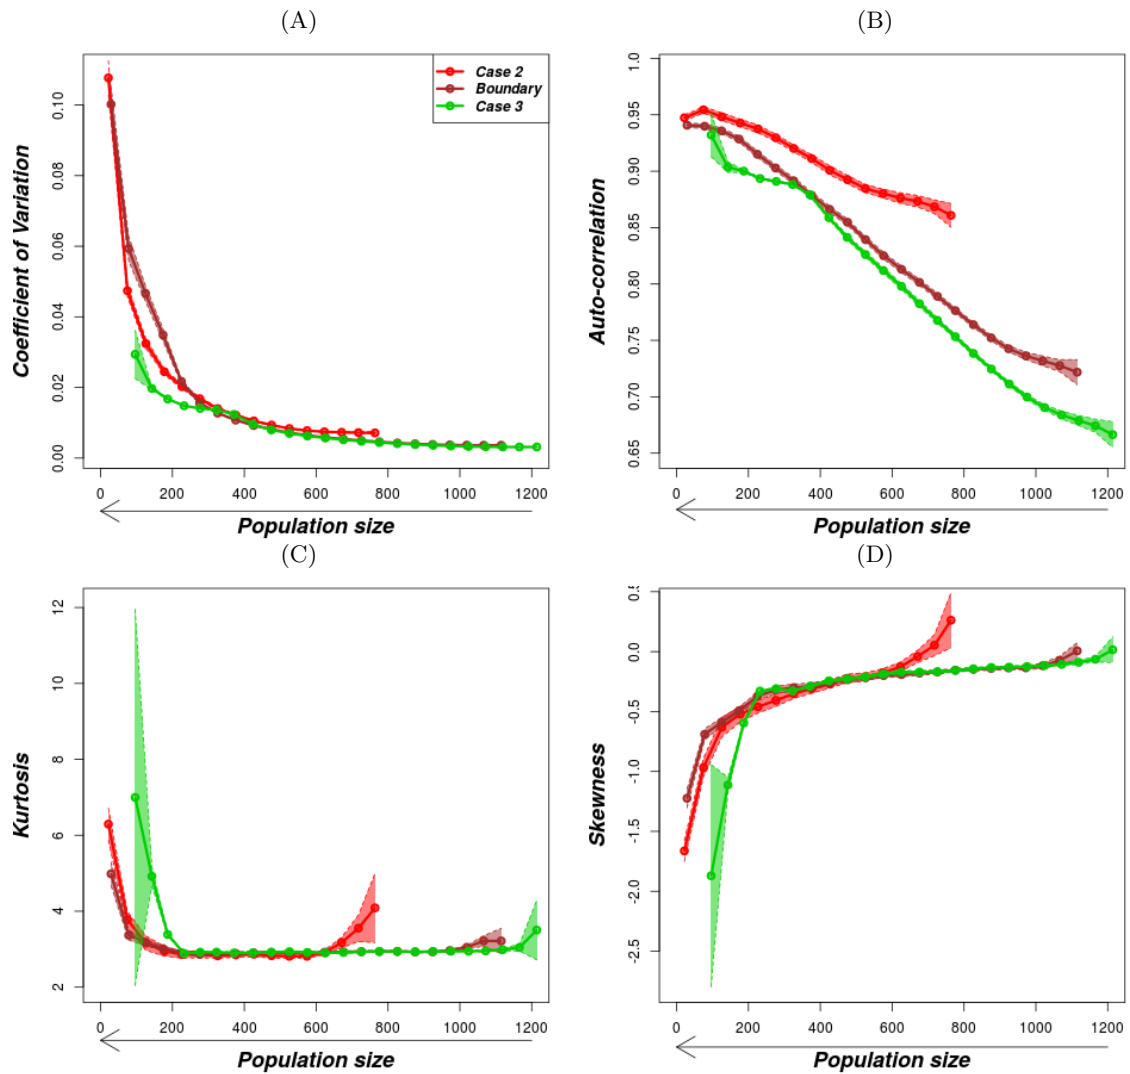 (A)
Coefficient of Variation
0.00 0.02 0.04 0.06 0.08 0.10
Case 2
Boundary
Case 3
0 200 400 600 800 1000 1200
Population size
(B)
Auto-correlation
0.65 0.70 0.75 0.80 0.85 0.90 0.95 1.0
0 200 400 600 800 1000 1200
Population size
(C)
Kurtosis
2 4 6 8 10 12
0 200 400 600 800 1000 1200
Population size
(D)
Skewness
-2.5 -2.0 -1.5 -1.0 -0.5 0.0
0 200 400 600 800 1000 1200
Population size